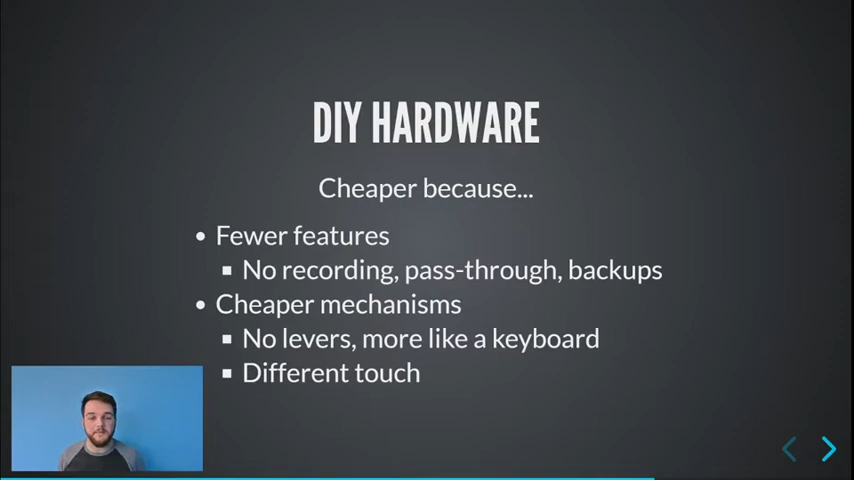 DIY HARDWARE
Cheaper because...
Fewer features
No recording, pass-through, backups
Cheaper mechanisms
No levers, more like a keyboard
Different touch